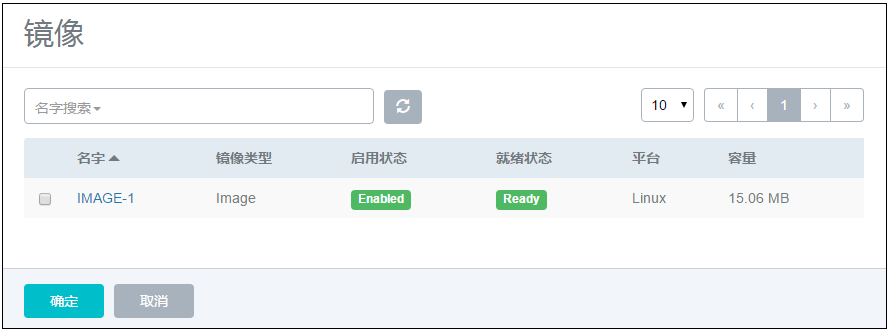 镜像
名字搜索
10 « ‹ 1 › »
名字 镜像类型 启用状态 就绪状态 平台 容量
IMAGE-1 Image Enabled Ready Linux 15.06 MB
确定 取消